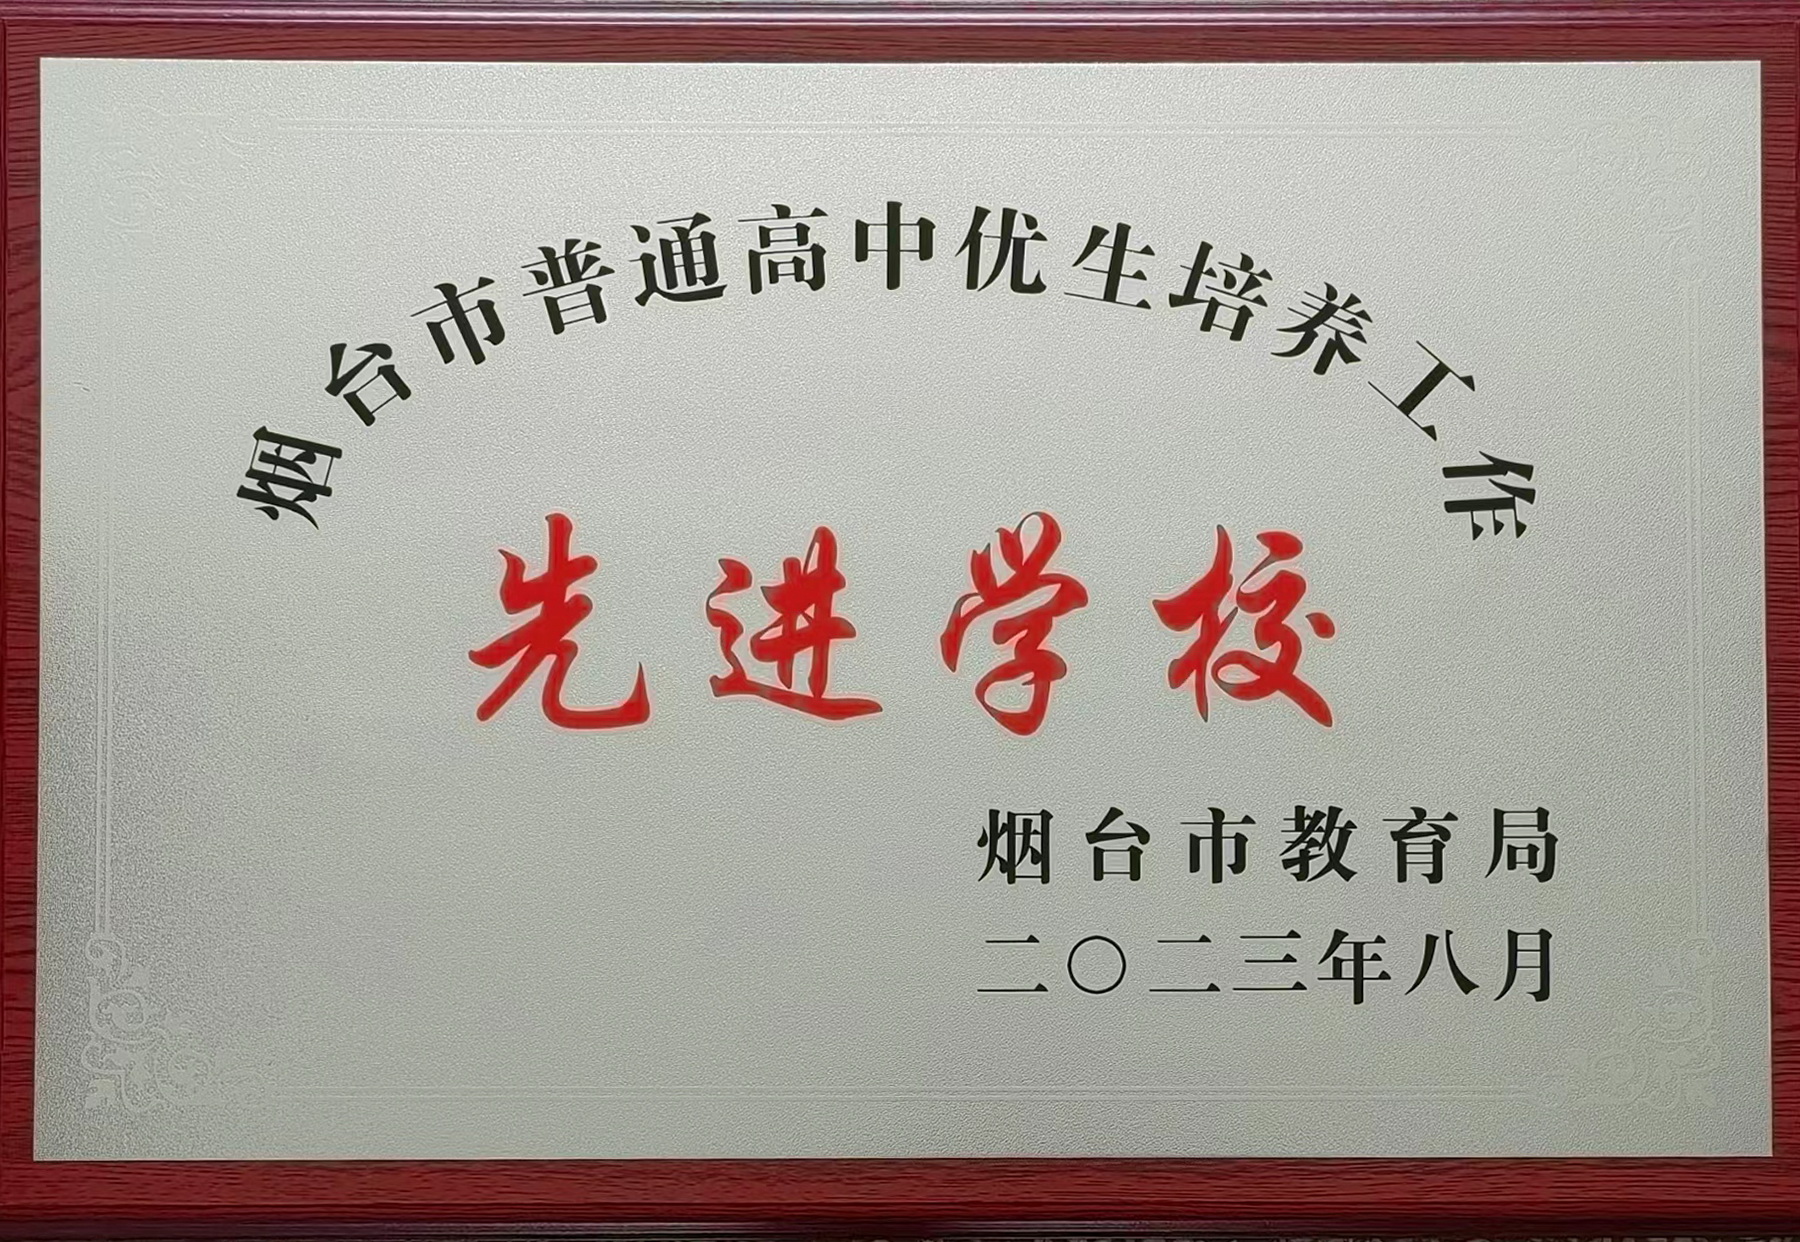 烟台市普通高中优生培养工作
先进学校
烟台市教育局
二〇二三年八月